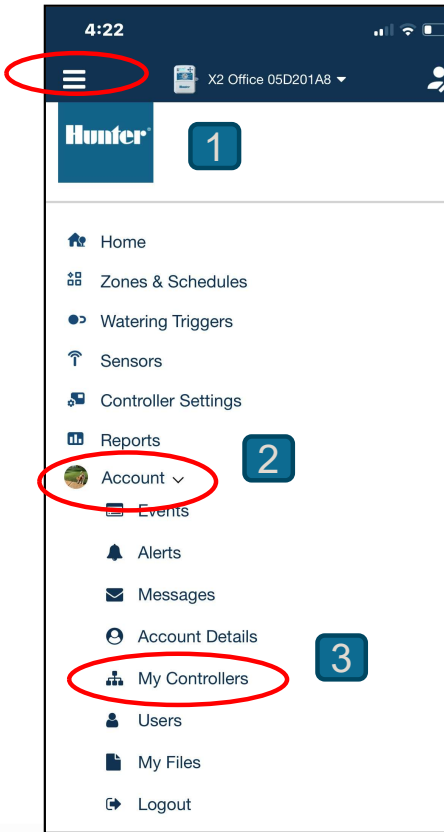 4:22
X2 Office 05D201A8
Hunter®
1
Home
Zones & Schedules
Watering Triggers
Sensors
Controller Settings
Reports
2
Account
Events
Alerts
Messages
Account Details
3
My Controllers
Users
My Files
Logout